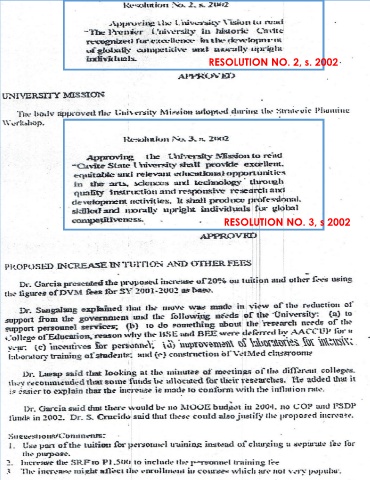 Resolution No. 2, s. 2002
Approving the University Vision to read
"The Premier University in historic Cavite
recognized for excellence in the development
of globally competitive and morally upright
individuals.
RESOLUTION NO. 2, s. 2002
APPROVED
UNIVERSITY MISSION
The body approved the University Mission adopted during the Strategic Planning
Workshop.
Resolution No. 3, s. 2002
Approving the University Mission to read
"Cavite State University shall provide excellent,
equitable and relevant educational opportunities
in the arts, sciences and technology through
quality instruction and responsive research and
development activities. It shall produce professional,
skilled and morally upright individuals for global
competitiveness.
RESOLUTION NO. 3, s 2002
APPROVED
PROPOSED INCREASE IN TUITION AND OTHER FEES
Dr. Garcia presented the proposed increase of 20% on tuition and other fees using
the figures of DVM fees for SY 2001-2002 as base.
Dr. Sangalang explained that the move was made in view of the reduction of
support from the government and the following needs of the University: (a) to
support personnel services; (b) to do something about the research needs of the
College of Education, reason why the BSE and BEE were deferred by AACCUP for a
year; (c) incentives for personnel; (d) improvement of laboratories for intensive
laboratory training of students; and (e) construction of VetMed classrooms
Dr. Luesp said that looking at the minutes of meetings of the different colleges,
they recommended that some funds be allocated for their researches. He added that it
is easier to explain that the increase is made to conform with the inflation rate.
Dr. Garcia said that there would be no MOOE budget in 2004, no COP and FSDP
funds in 2002. Dr. S. Crucido said that these could also justify the proposed increase.
Suggestions/Comments:
1. Use part of the tuition for personnel training instead of charging a separate fee for
the purpose.
2. Increase the SRF to P1,500 to include the personnel training fee
3 The increase might affect the enrollment in courses which are not very popular.